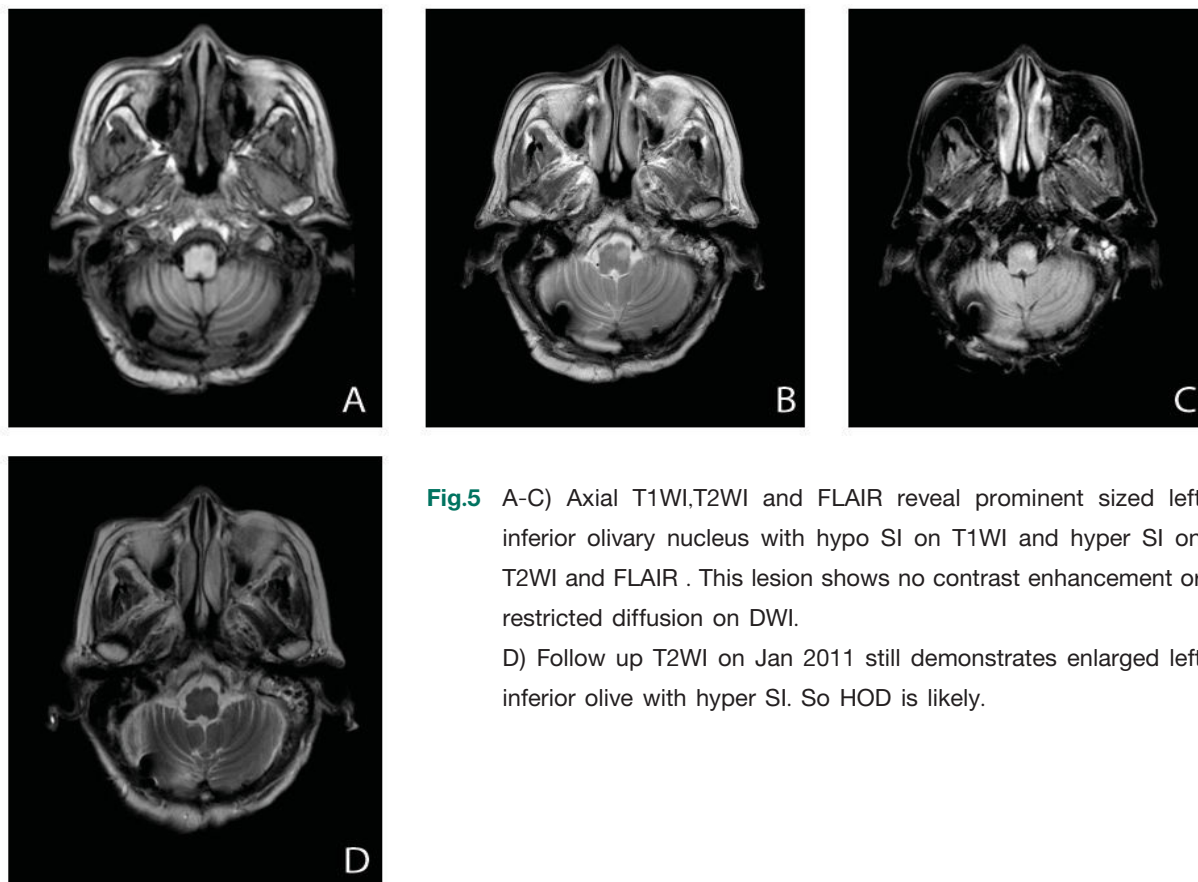 A
B
C
Fig.5 A-C) Axial T1WI,T2WI and FLAIR reveal prominent sized left
inferior olivary nucleus with hypo SI on T1WI and hyper SI on
T2WI and FLAIR . This lesion shows no contrast enhancement or
restricted diffusion on DWI.
D) Follow up T2WI on Jan 2011 still demonstrates enlarged left
inferior olive with hyper SI. So HOD is likely.
D